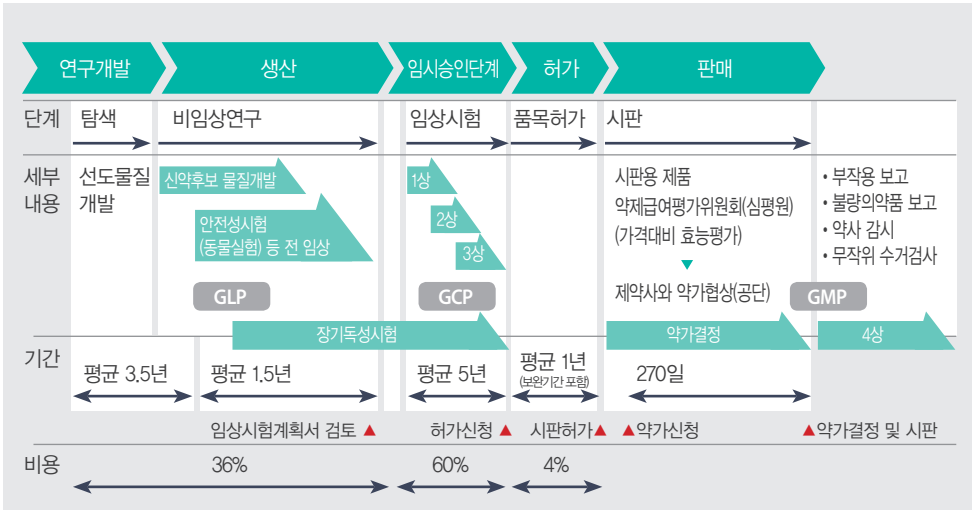 연구개발 생산 임시승인단계 허가 판매
단계 탐색 비임상연구 임상시험 품목허가 시판
세부
내용
선도물질
개발
신약후보 물질개발
안전성시험
(동물실험) 등 전 임상
GLP
장기독성시험
1상
2상
3상
GCP
시판용 제품
약제급여평가위원회(심평원)
(가격대비 효능평가)
▼
제약사와 약가협상(공단)
GMP
약가결정
• 부작용 보고
• 불량의약품 보고
• 약사 감시
• 무작위 수거검사
4상
기간 평균 3.5년 평균 1.5년 평균 5년 평균 1년 270일
(보완기간 포함)
임상시험계획서 검토▲ 허가신청▲ 시판허가▲ ▲약가신청 ▲약가결정 및 시판
비용 36% 60% 4%